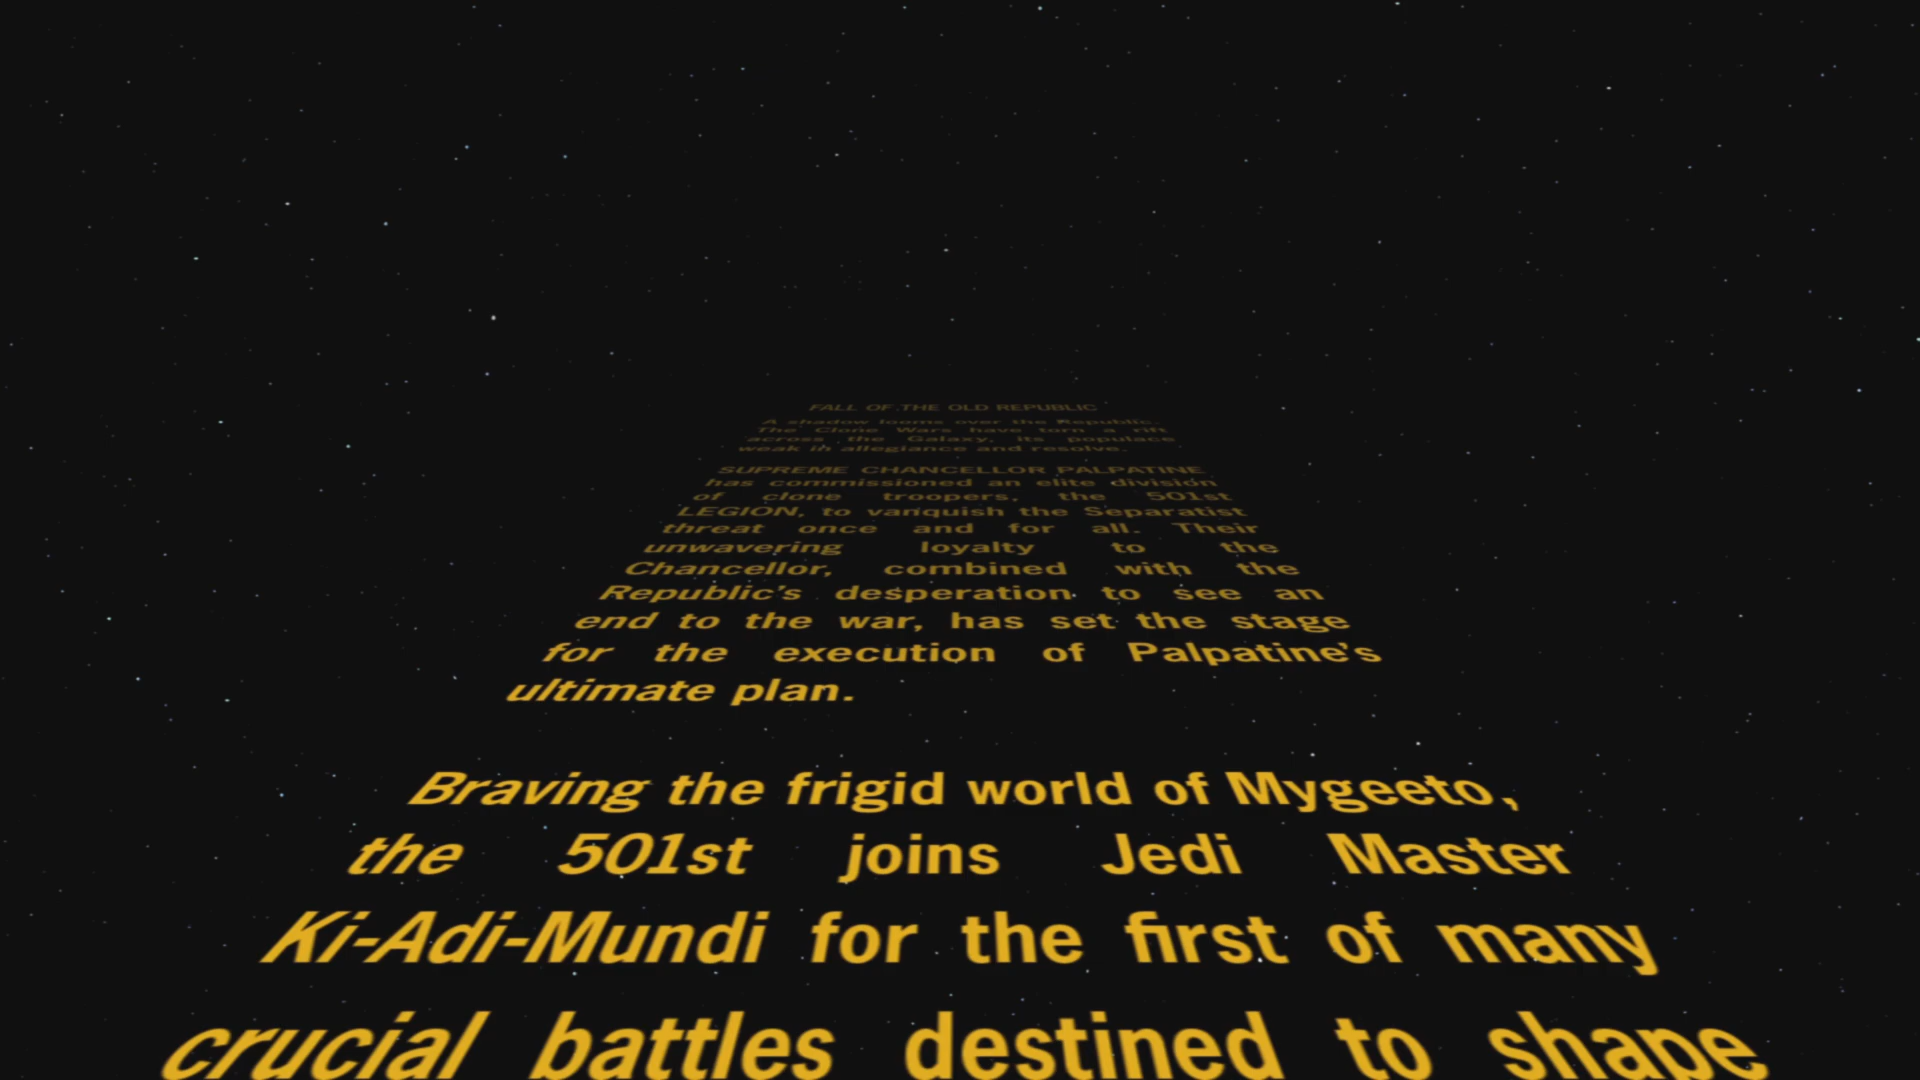 FALL OF THE OLD REPUBLIC
A shadow looms over the Republic.
The Clone Wars have torn a rift
across the Galaxy, its populace
weak in allegiance and resolve.
SUPREME CHANCELLOR PALPATINE
has commissioned an elite division
of clone troopers, the 501st
LEGION, to vanquish the Separatist
threat once and for all. Their
unwavering loyalty to the
Chancellor, combined with the
Republic's desperation to see an
end to the war, has set the stage
for the execution of Palpatine's
ultimate plan.
Braving the frigid world of Mygeeto,
the 501st joins Jedi Master
Ki-Adi-Mundi for the first of many
crucial battles destined to shape